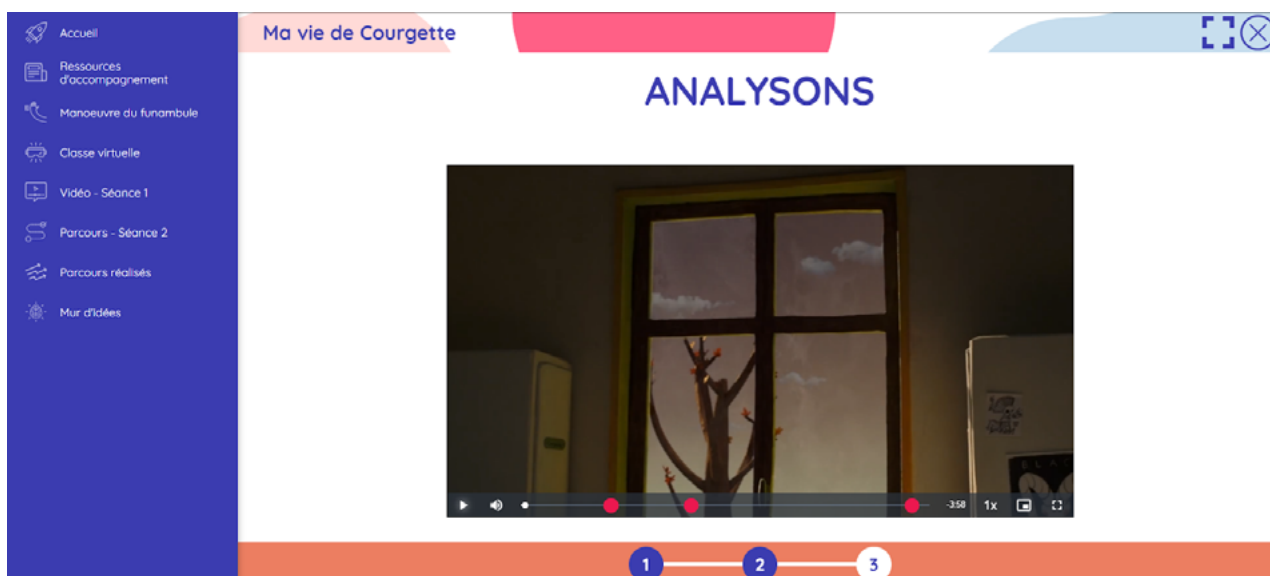 Accueil
Ressources
d'accompagnement
Manoeuvre du funambule
Classe virtuelle
Vidéo - Séance 1
Parcours - Séance 2
Parcours réalisés
Mur d'idées
Ma vie de Courgette
ANALYSONS
-3:58
1x
1
2
3